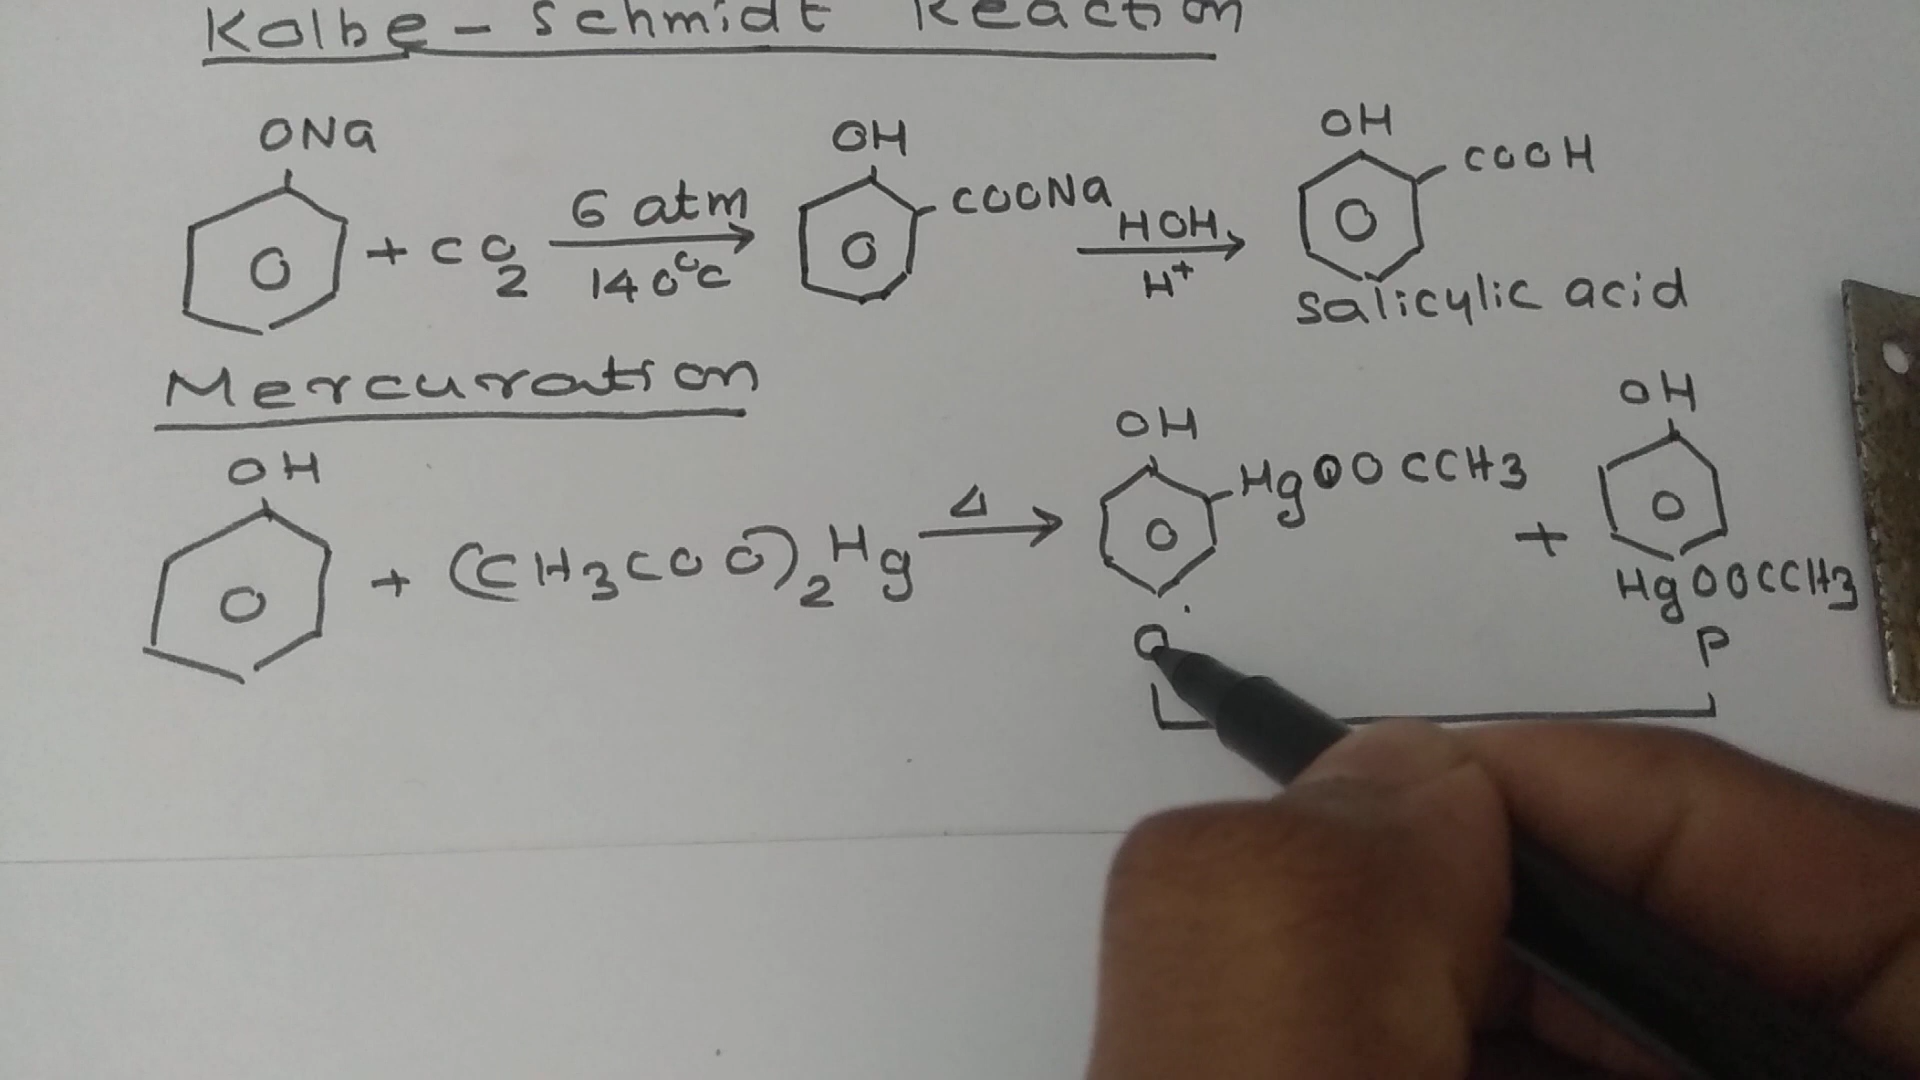 Kolbe - Schmidt Reaction
ONa + CO2 6 atm 140°C OH COONa HOH H+ OH COOH
Salicylic acid
Mercuration
OH + (CH3COO)2Hg Δ OH HgOOCCH3 + OH HgOOCCH3
O P